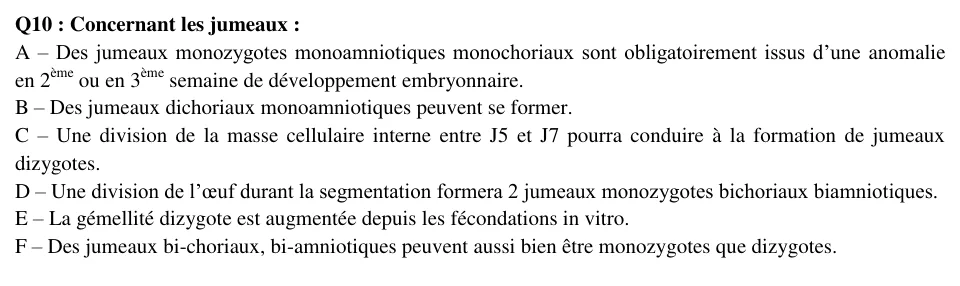 Q10 : Concernant les jumeaux :
A – Des jumeaux monozygotes monoamniotiques monochoriaux sont obligatoirement issus d’une anomalie
en 2ème ou en 3ème semaine de développement embryonnaire.
B – Des jumeaux dichoriaux monoamniotiques peuvent se former.
C – Une division de la masse cellulaire interne entre J5 et J7 pourra conduire à la formation de jumeaux
dizygotes.
D – Une division de l’œuf durant la segmentation formera 2 jumeaux monozygotes bichoriaux biamniotiques.
E – La gémellité dizygote est augmentée depuis les fécondations in vitro.
F – Des jumeaux bi-choriaux, bi-amniotiques peuvent aussi bien être monozygotes que dizygotes.